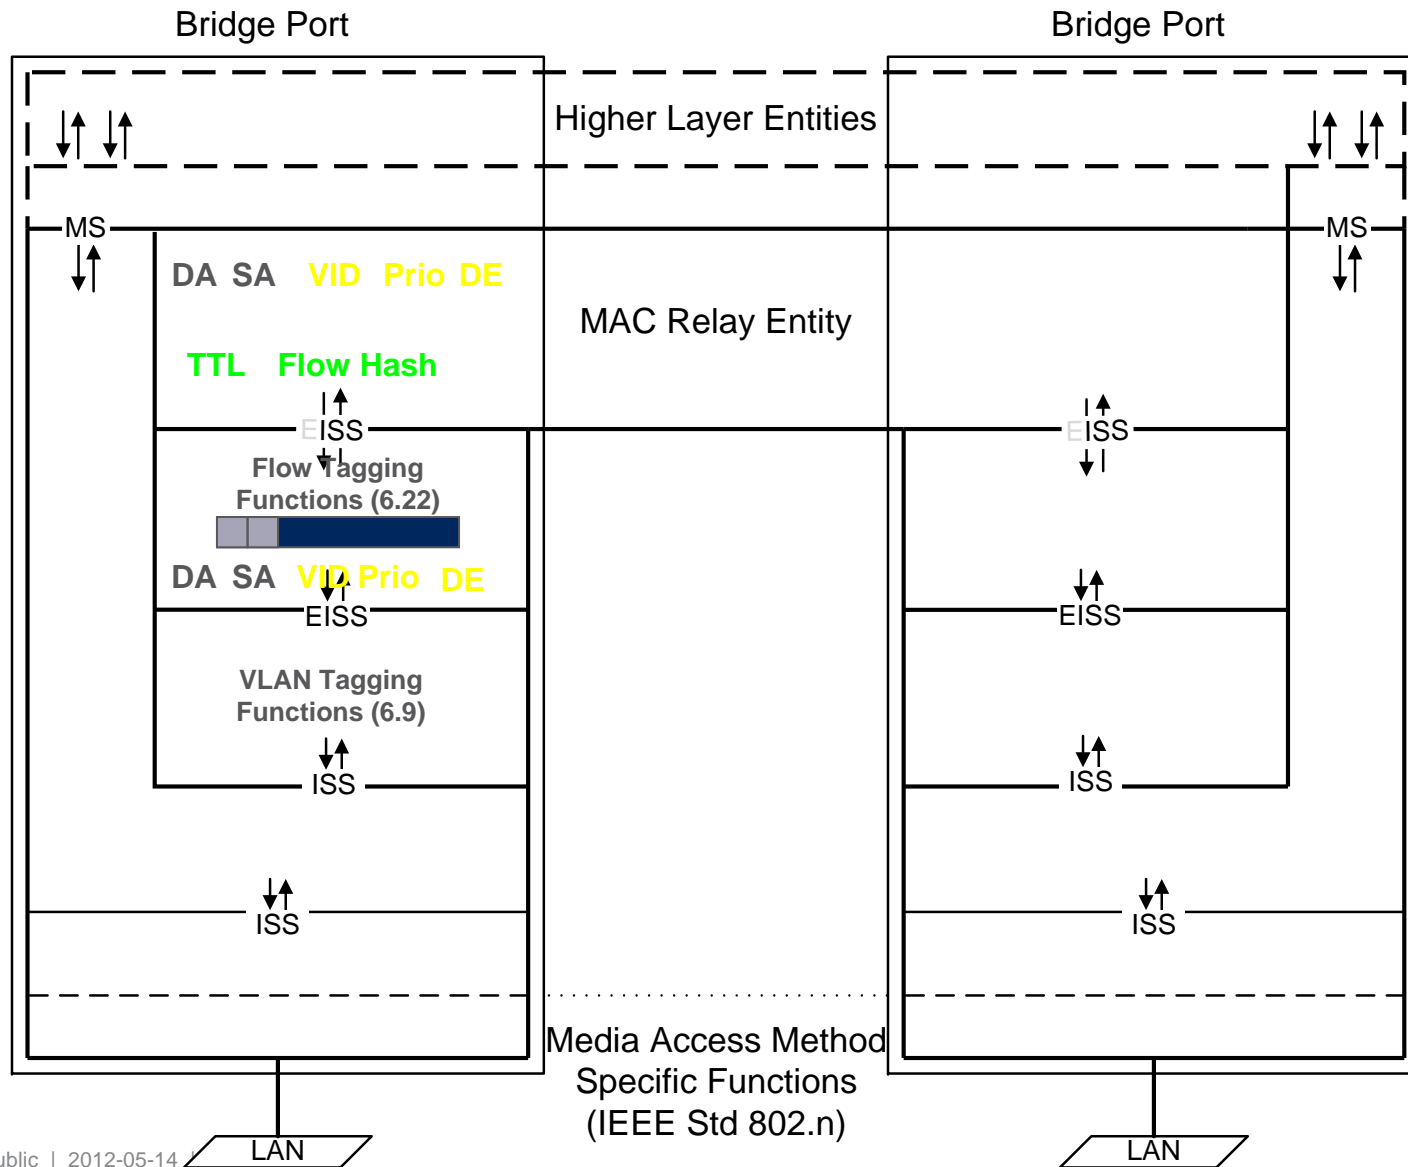 Bridge Port
Bridge Port
Higher Layer Entities
MS
MS
DA SA VID Prio DE
MAC Relay Entity
TTL Flow Hash
EISS
EISS
Flow Tagging
Functions (6.22)
DA SA VID Prio DE
EISS
EISS
VLAN Tagging
Functions (6.9)
ISS
ISS
ISS
ISS
Media Access Method
Specific Functions
(IEEE Std 802.n)
LAN
LAN
| 2012-05-14 |